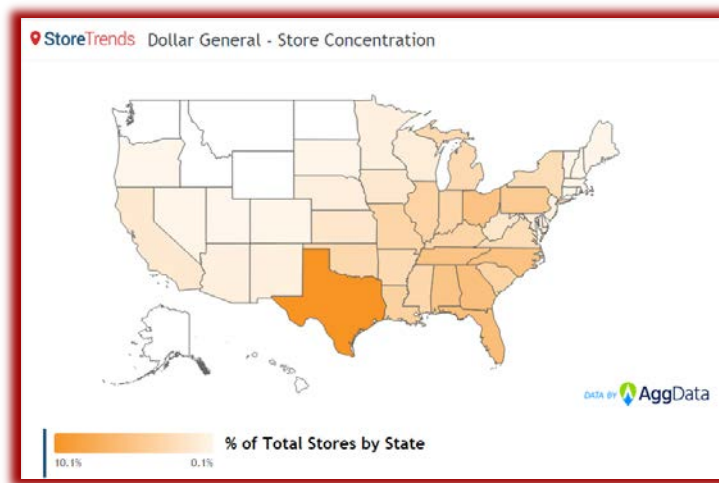 StoreTrends Dollar General - Store Concentration
DATA BY AggData
% of Total Stores by State
10.1% 0.1%